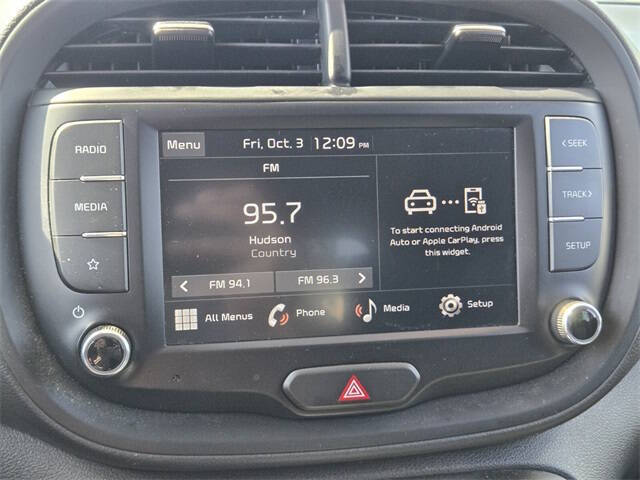 RADIO
MEDIA
Menu
Fri, Oct. 3 12:09 PM
FM
95.7
Hudson
Country
< FM 94.1
FM 96.3 >
To start connecting Android
Auto or Apple CarPlay, press
this widget.
All Menus
Phone
Media
Setup
< SEEK
TRACK >
SETUP